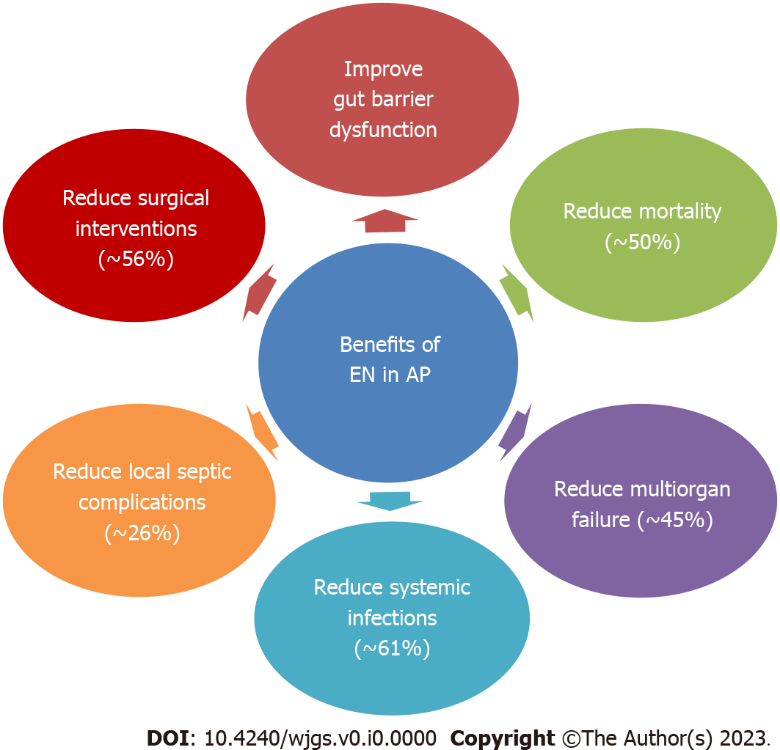 Improve
gut barrier
dysfunction
Reduce surgical
interventions
(~56%)
Reduce mortality
(~50%)
Benefits of
EN in AP
Reduce local septic
complications
(~26%)
Reduce multiorgan
failure (~45%)
Reduce systemic
infections
(~61%)
DOI: 10.4240/wjgs.v0.i0.0000 Copyright ©The Author(s) 2023.